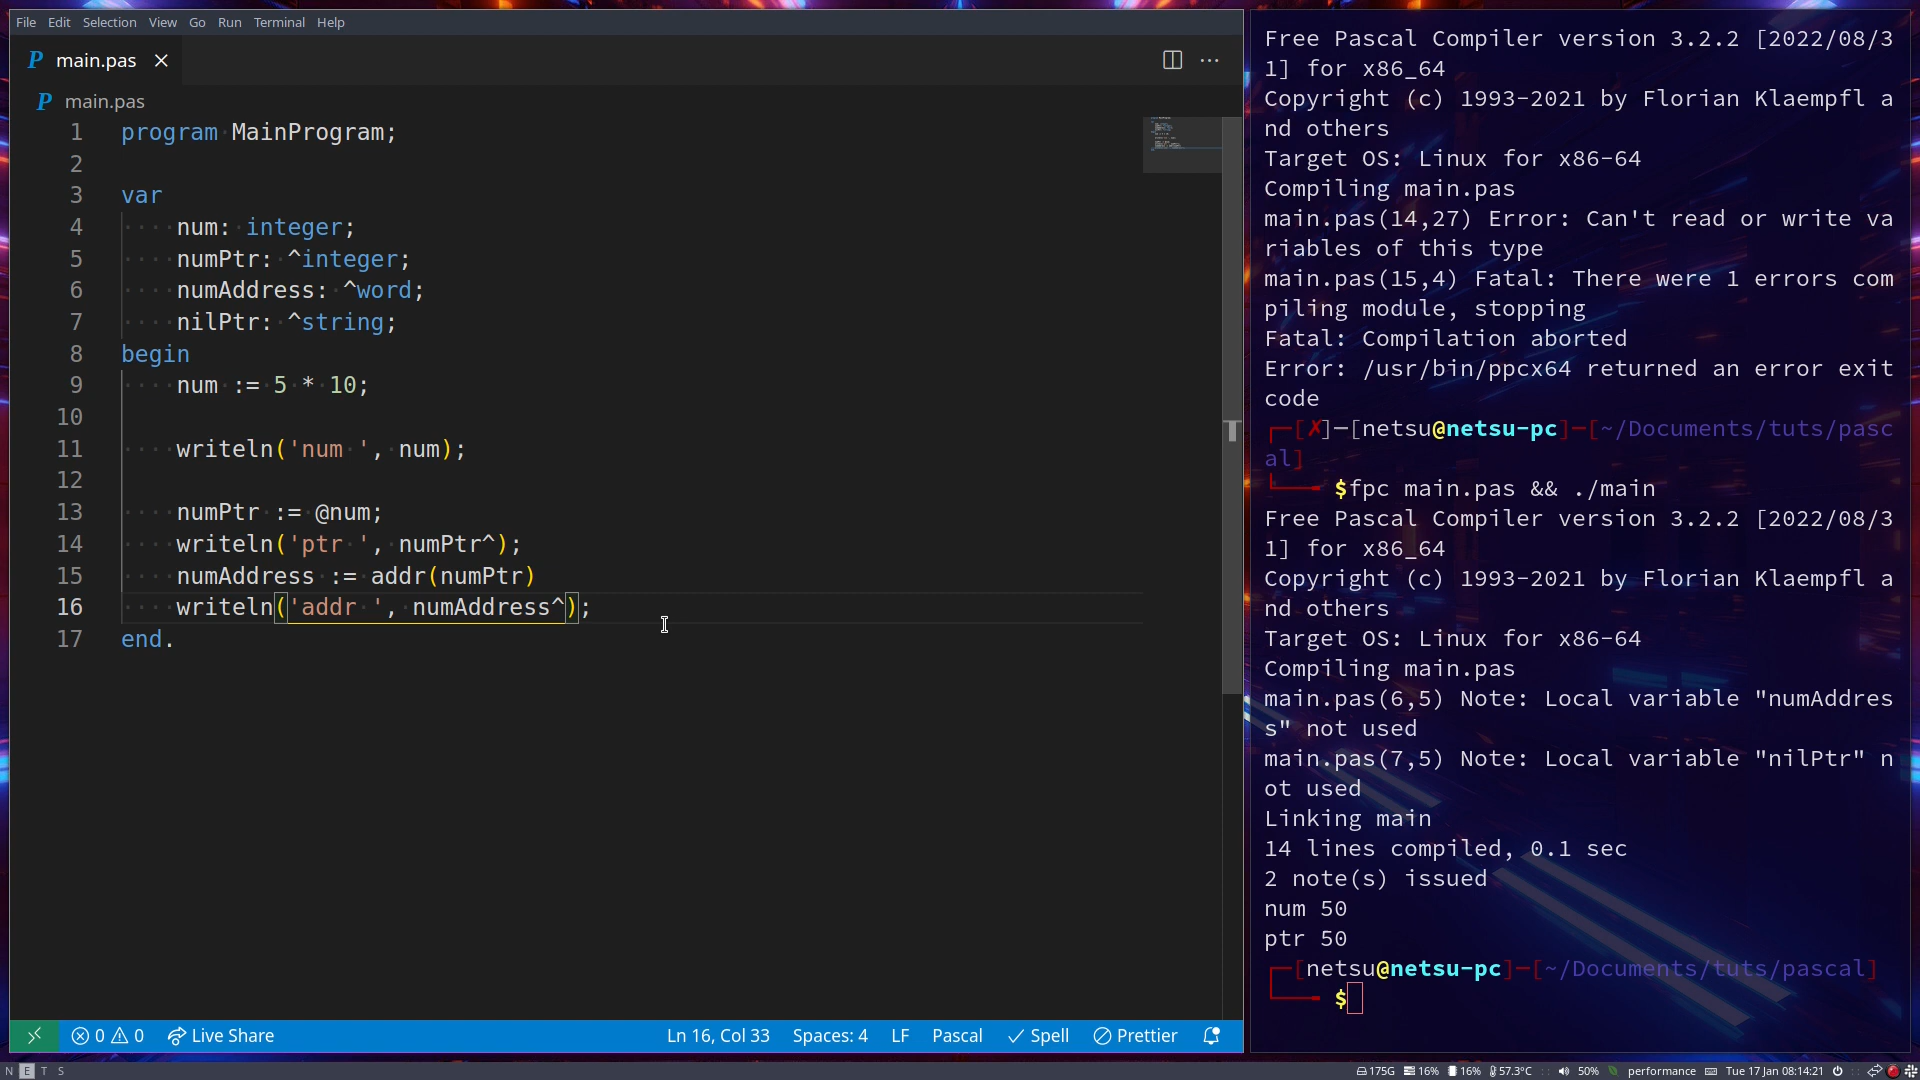 File Edit Selection View Go Run Terminal Help
P main.pas ×
P main.pas
1 program MainProgram;
2
3 var
4 num: integer;
5 numPtr: ^integer;
6 numAddress: ^word;
7 nilPtr: ^string;
8 begin
9 num := 5 * 10;
10
11 writeln('num ', num);
12
13 numPtr := @num;
14 writeln('ptr ', numPtr^);
15 numAddress := addr(numPtr)
16 writeln('addr ', numAddress^);
17 end.
0 0 Live Share Ln 16, Col 33 Spaces: 4 LF Pascal Spell Prettier
Free Pascal Compiler version 3.2.2 [2022/08/3
1] for x86_64
Copyright (c) 1993-2021 by Florian Klaempfl a
nd others
Target OS: Linux for x86-64
Compiling main.pas
main.pas(14,27) Error: Can't read or write va
riables of this type
main.pas(15,4) Fatal: There were 1 errors com
piling module, stopping
Fatal: Compilation aborted
Error: /usr/bin/ppcx64 returned an error exit
code
┌─[✗]─[netsu@netsu-pc]─[~/Documents/tuts/pasc
al]
└──╼ $fpc main.pas && ./main
Free Pascal Compiler version 3.2.2 [2022/08/3
1] for x86_64
Copyright (c) 1993-2021 by Florian Klaempfl a
nd others
Target OS: Linux for x86-64
Compiling main.pas
main.pas(6,5) Note: Local variable "numAddres
s" not used
main.pas(7,5) Note: Local variable "nilPtr" n
ot used
Linking main
14 lines compiled, 0.1 sec
2 note(s) issued
num 50
ptr 50
┌─[netsu@netsu-pc]─[~/Documents/tuts/pascal]
└──╼ $
N E T S 175G 16% 16% 57.3°C 50% performance Tue 17 Jan 08:14:21